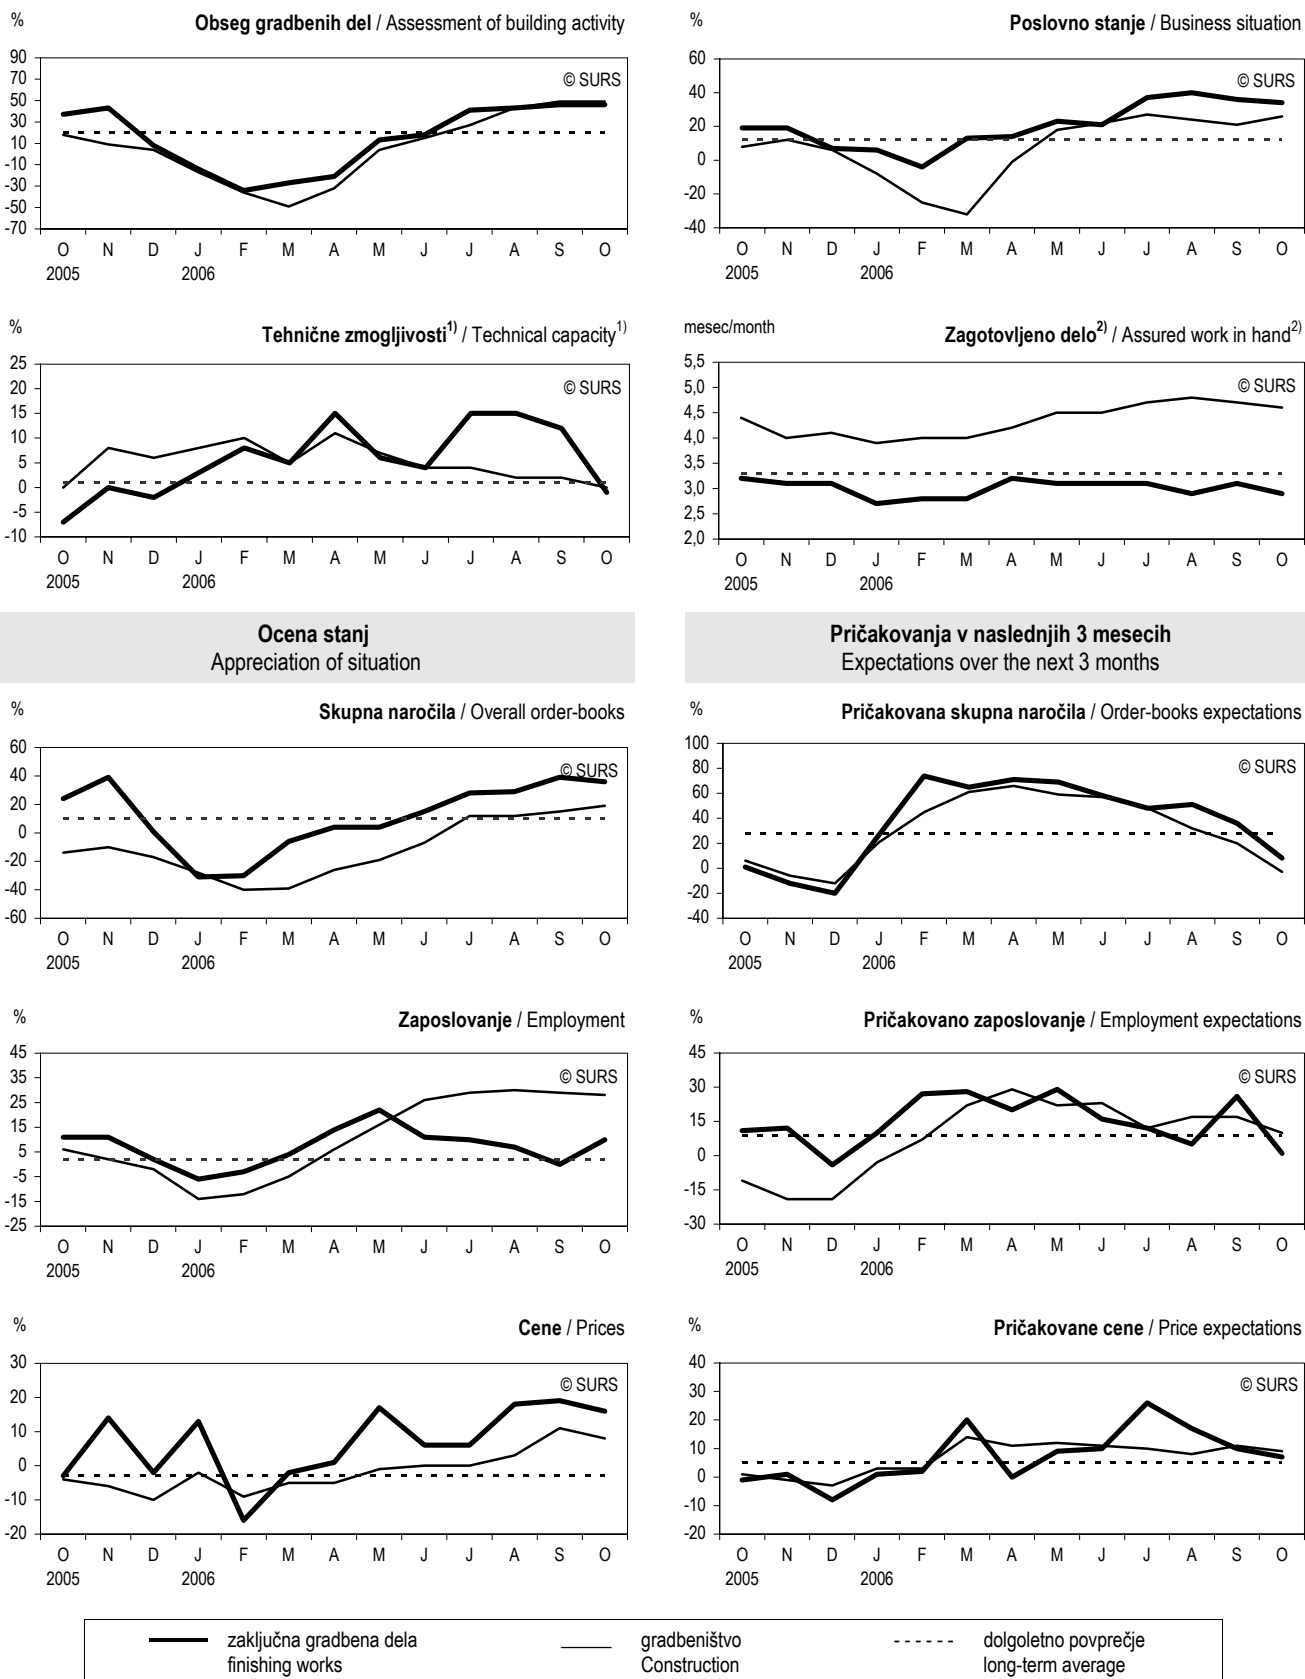 % Obseg gradbenih del / Assessment of building activity
90
70
50
30
10
-10
-30
-50
-70
© SURS
O N D J F M A M J J A S O
2005 2006
% Poslovno stanje / Business situation
60
40
20
0
-20
-40
© SURS
O N D J F M A M J J A S O
2005 2006
% Tehnične zmogljivosti1) / Technical capacity1)
25
20
15
10
5
0
-5
-10
© SURS
O N D J F M A M J J A S O
2005 2006
mesec/month Zagotovljeno delo2) / Assured work in hand2)
5,5
5,0
4,5
4,0
3,5
3,0
2,5
2,0
© SURS
O N D J F M A M J J A S O
2005 2006
Ocena stanj
Appreciation of situation
Pričakovanja v naslednjih 3 mesecih
Expectations over the next 3 months
% Skupna naročila / Overall order-books
60
40
20
0
-20
-40
-60
© SURS
O N D J F M A M J J A S O
2005 2006
% Pričakovana skupna naročila / Order-books expectations
100
80
60
40
20
0
-20
-40
© SURS
O N D J F M A M J J A S O
2005 2006
% Zaposlovanje / Employment
45
35
25
15
5
-5
-15
-25
© SURS
O N D J F M A M J J A S O
2005 2006
% Pričakovano zaposlovanje / Employment expectations
45
30
15
0
-15
-30
© SURS
O N D J F M A M J J A S O
2005 2006
% Cene / Prices
30
20
10
0
-10
-20
© SURS
O N D J F M A M J J A S O
2005 2006
% Pričakovane cene / Price expectations
40
30
20
10
0
-10
-20
© SURS
O N D J F M A M J J A S O
2005 2006
zaključna gradbena dela
finishing works
gradbeništvo
Construction
dolgoletno povprečje
long-term average